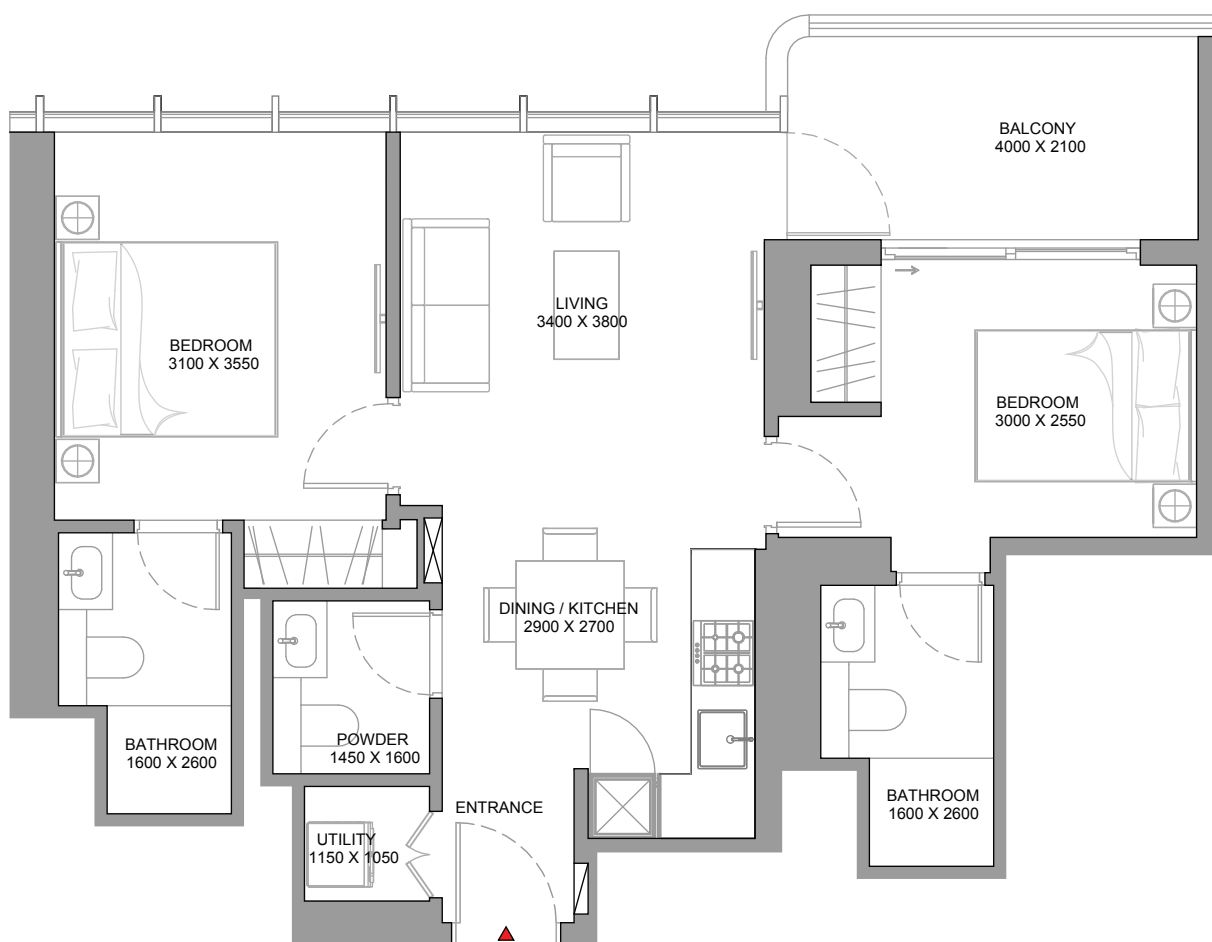 BALCONY
4000 X 2100
LIVING
3400 X 3800
BEDROOM
3100 X 3550
BEDROOM
3000 X 2550
DINING / KITCHEN
2900 X 2700
POWDER
1450 X 1600
BATHROOM
1600 X 2600
BATHROOM
1600 X 2600
ENTRANCE
UTILITY
1150 X 1050